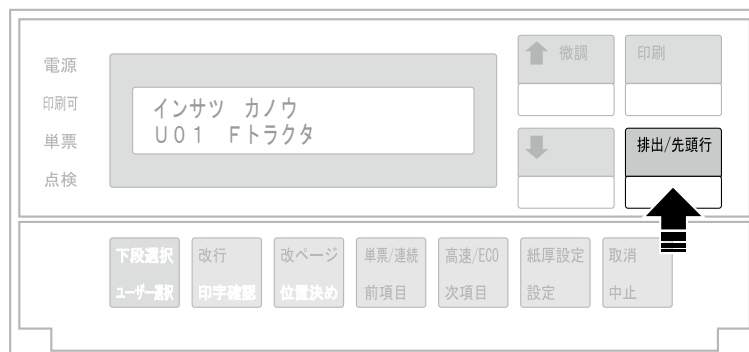 電源
印刷可
単票
点検
インサツ カノウ
U01 Fトラクタ
微調
印刷
排出/先頭行
下段選択
ユーザー選択
改行
印字確認
改ページ
位置決め
単票/連続
前項目
高速/ECO
次項目
紙厚設定
設定
取消
中止